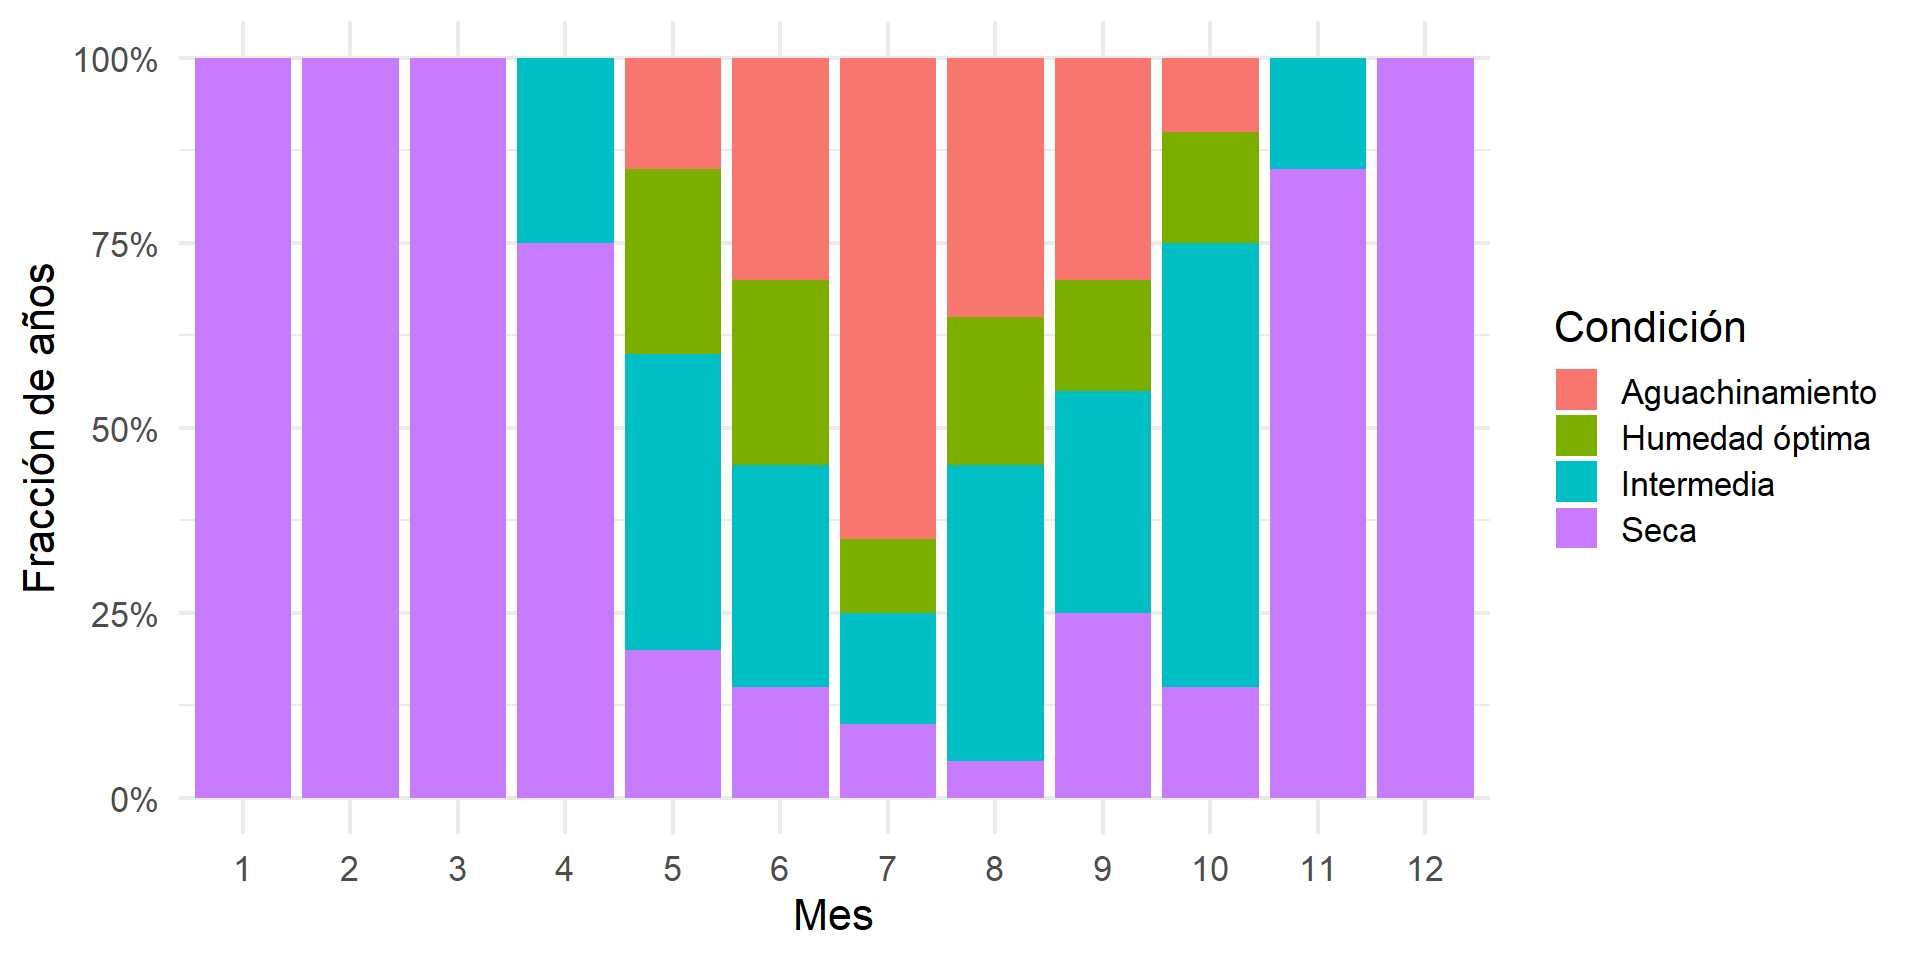 100%
75%
50%
25%
0%
Fracción de años
1 2 3 4 5 6 7 8 9 10 11 12
Mes
Condición
Aguachinamiento
Humedad óptima
Intermedia
Seca